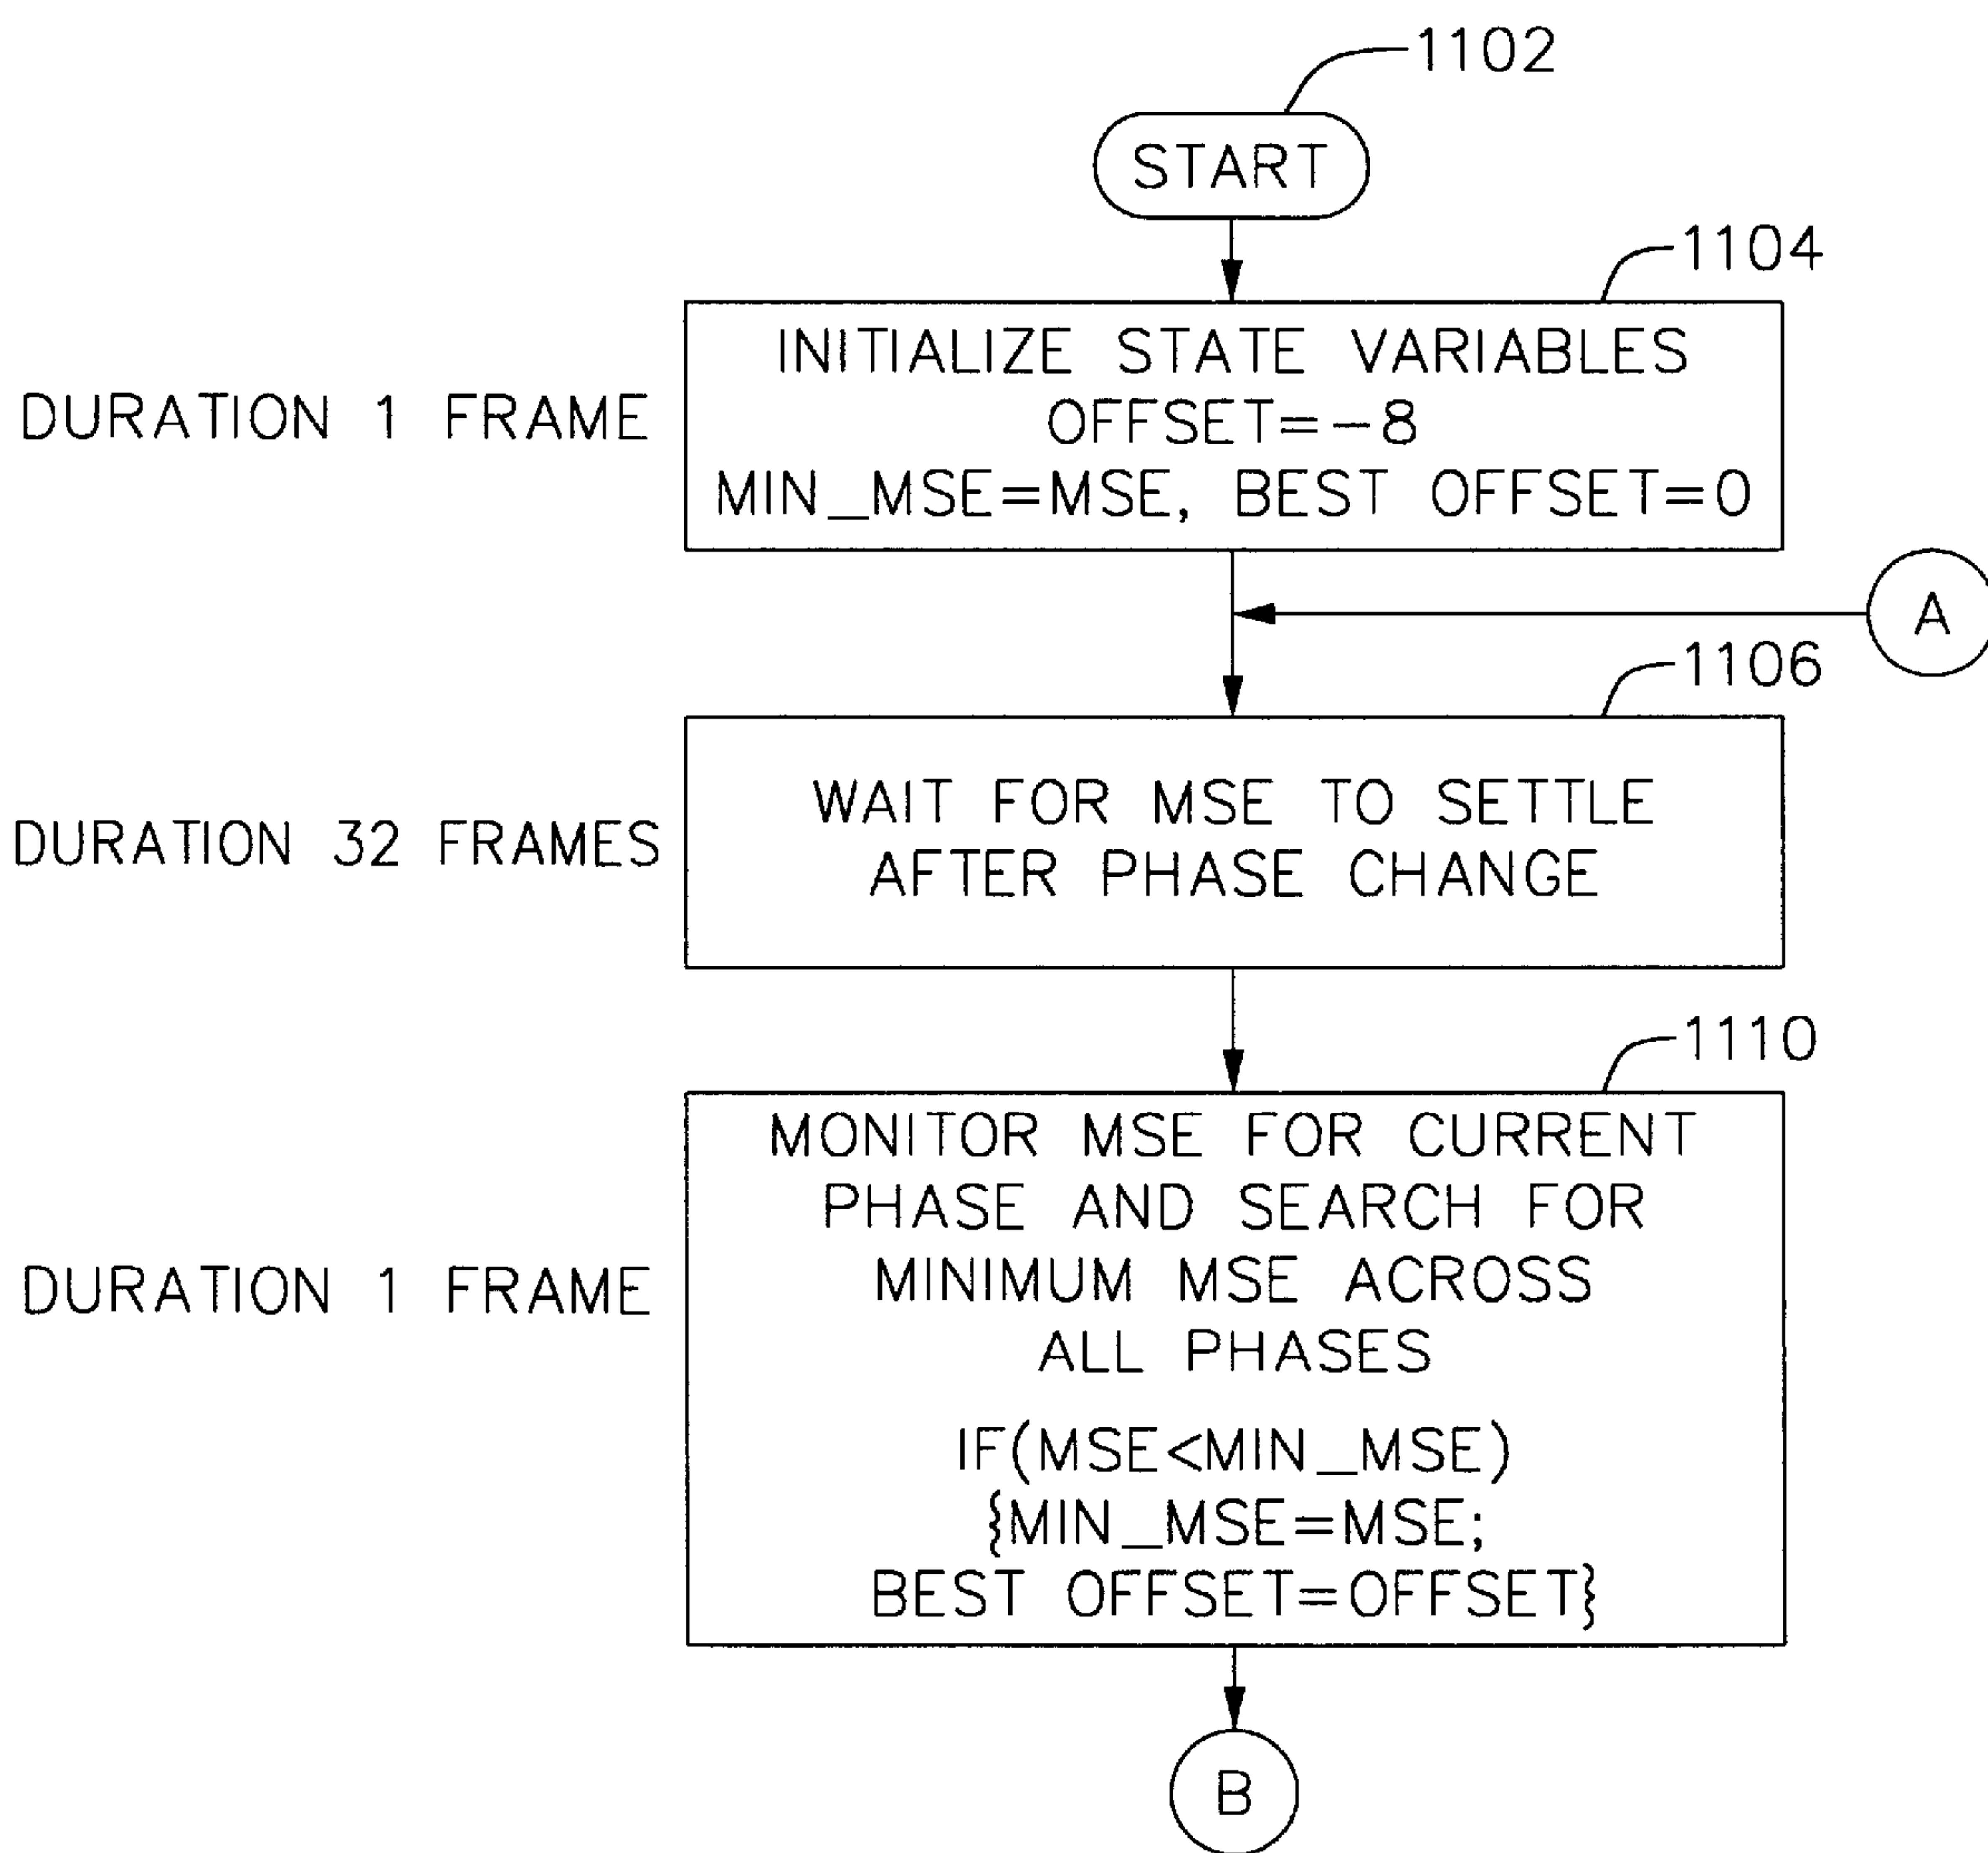 1102
START
1104
INITIALIZE STATE VARIABLES
OFFSET=-8
MIN_MSE=MSE, BEST OFFSET=0
DURATION 1 FRAME
A
1106
WAIT FOR MSE TO SETTLE
AFTER PHASE CHANGE
DURATION 32 FRAMES
1110
MONITOR MSE FOR CURRENT
PHASE AND SEARCH FOR
MINIMUM MSE ACROSS
ALL PHASES
IF(MSE<MIN_MSE)
{MIN_MSE=MSE;
BEST OFFSET=OFFSET}
DURATION 1 FRAME
B